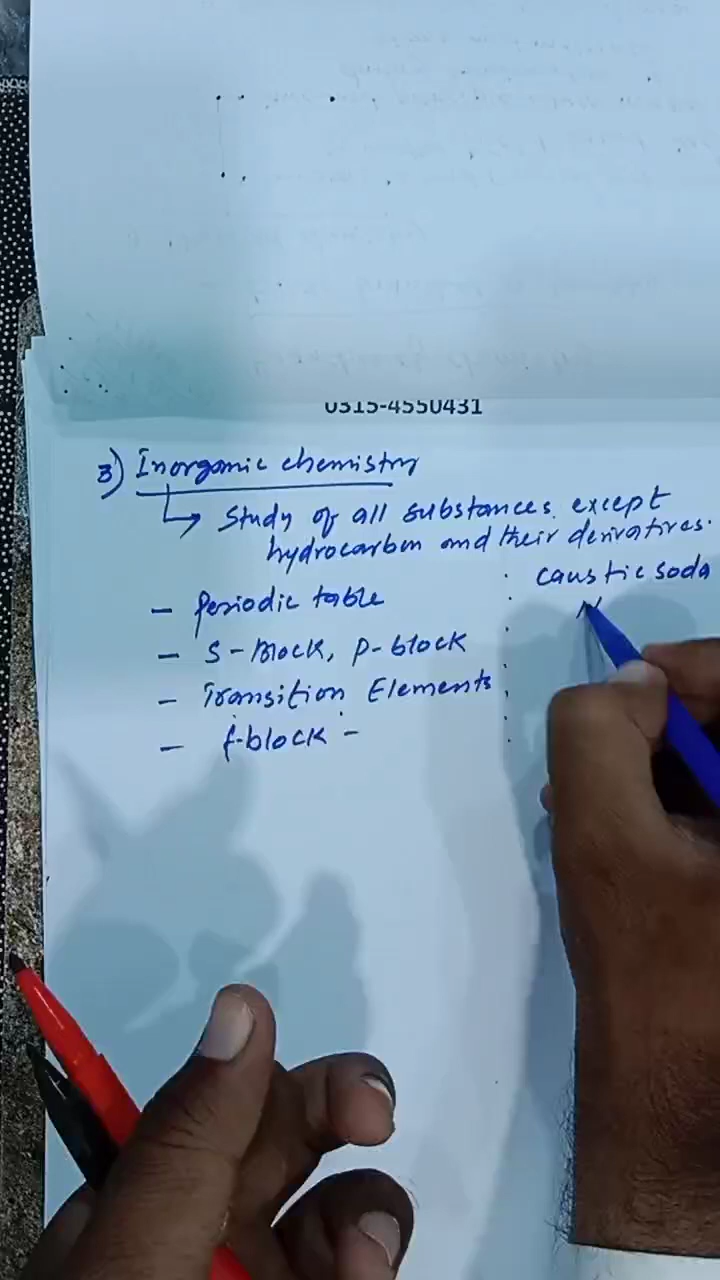 0315-4550431
3) Inorganic chemistry
↳ Study of all substances except
hydrocarbon and their derivatives.
caustic soda
N
- Periodic table
- S-block, P-block
- Transition Elements
- f-block -